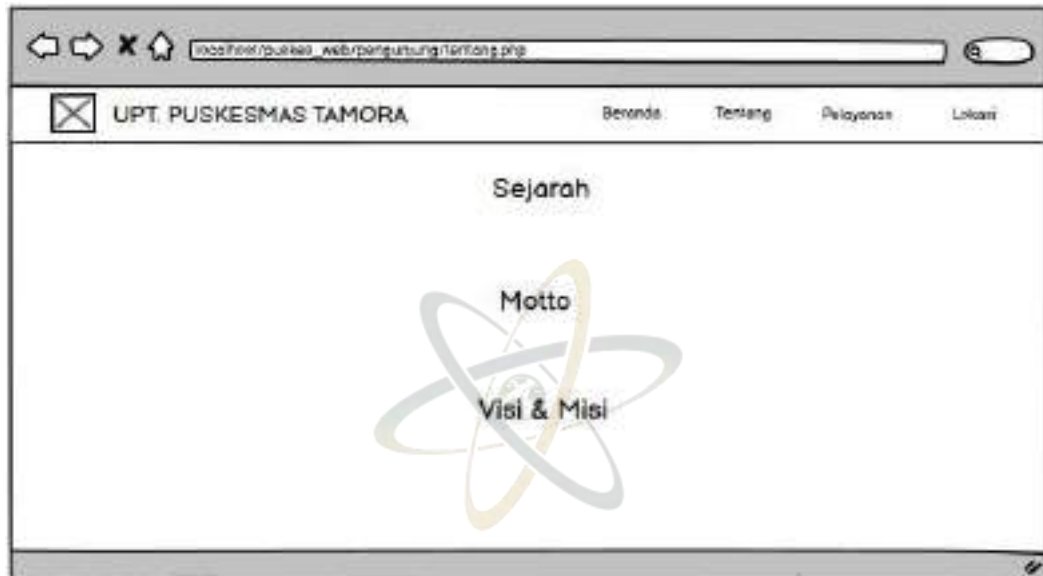 localhost/puskes_web/pengunjung/tentang.php
UPT. PUSKESMAS TAMORA
Beranda Tentang Pelayanan Lokasi
Sejarah
Motto
Visi & Misi